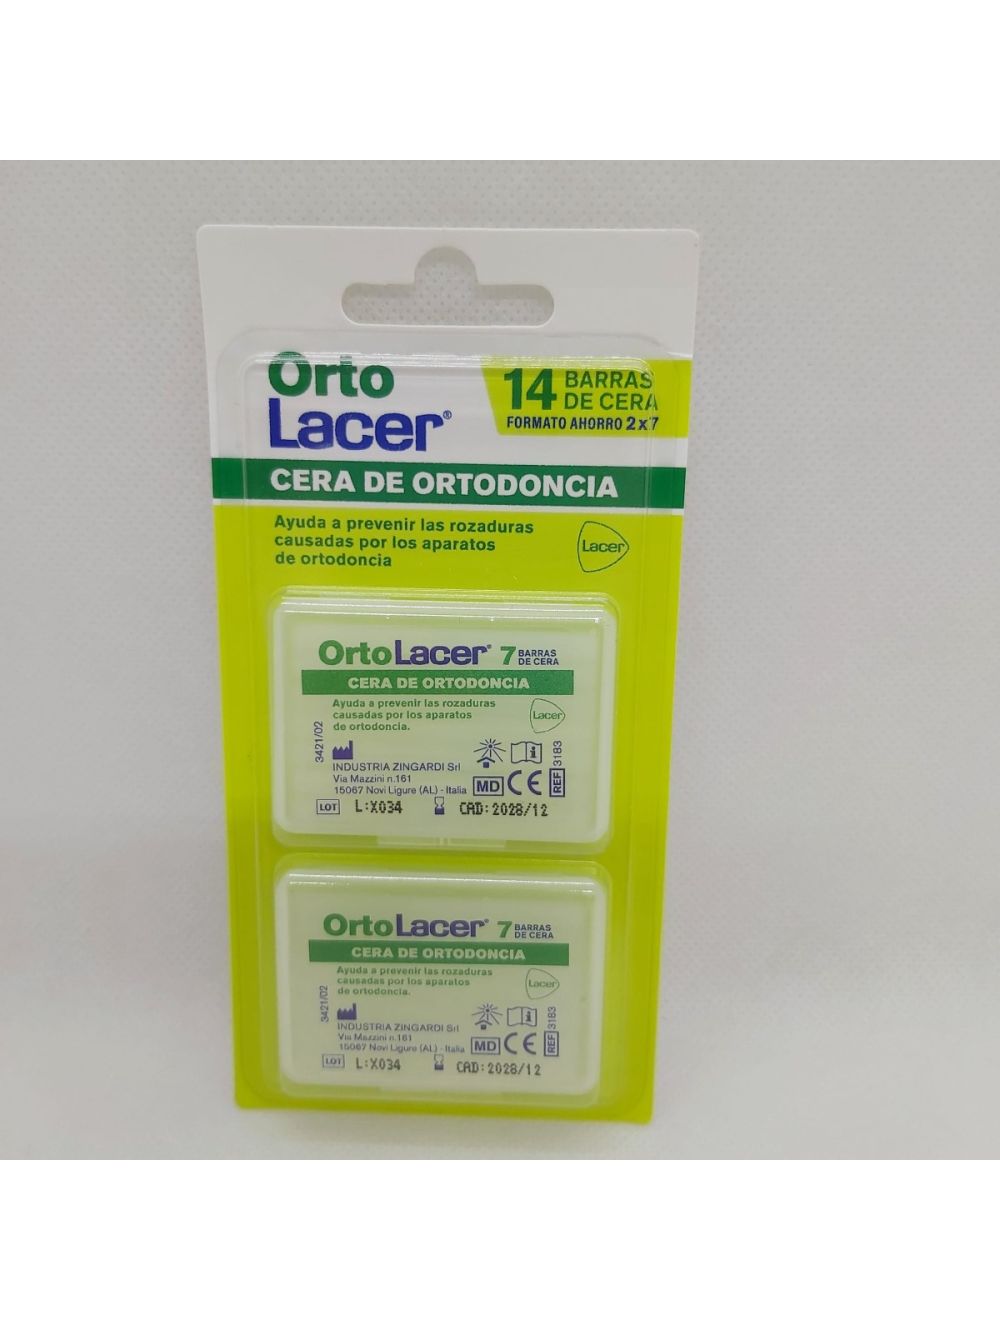 Orto
Lacer®
14 BARRAS
DE CERA
FORMATO AHORRO 2x7
CERA DE ORTODONCIA
Ayuda a prevenir las rozaduras
causadas por los aparatos
de ortodoncia
Lacer
OrtoLacer® 7 BARRAS
DE CERA
CERA DE ORTODONCIA
Ayuda a prevenir las rozaduras
causadas por los aparatos
de ortodoncia.
Lacer
3421/02
INDUSTRIA ZINGARDI Srl
Via Mazzini n.161
15067 Novi Ligure (AL) - Italia
MD CE
REF 3183
LOT L:X034 CAD:2028/12
OrtoLacer® 7 BARRAS
DE CERA
CERA DE ORTODONCIA
Ayuda a prevenir las rozaduras
causadas por los aparatos
de ortodoncia.
Lacer
3421/02
INDUSTRIA ZINGARDI Srl
Via Mazzini n.161
15067 Novi Ligure (AL) - Italia
MD CE
REF 3183
LOT L:X034 CAD:2028/12